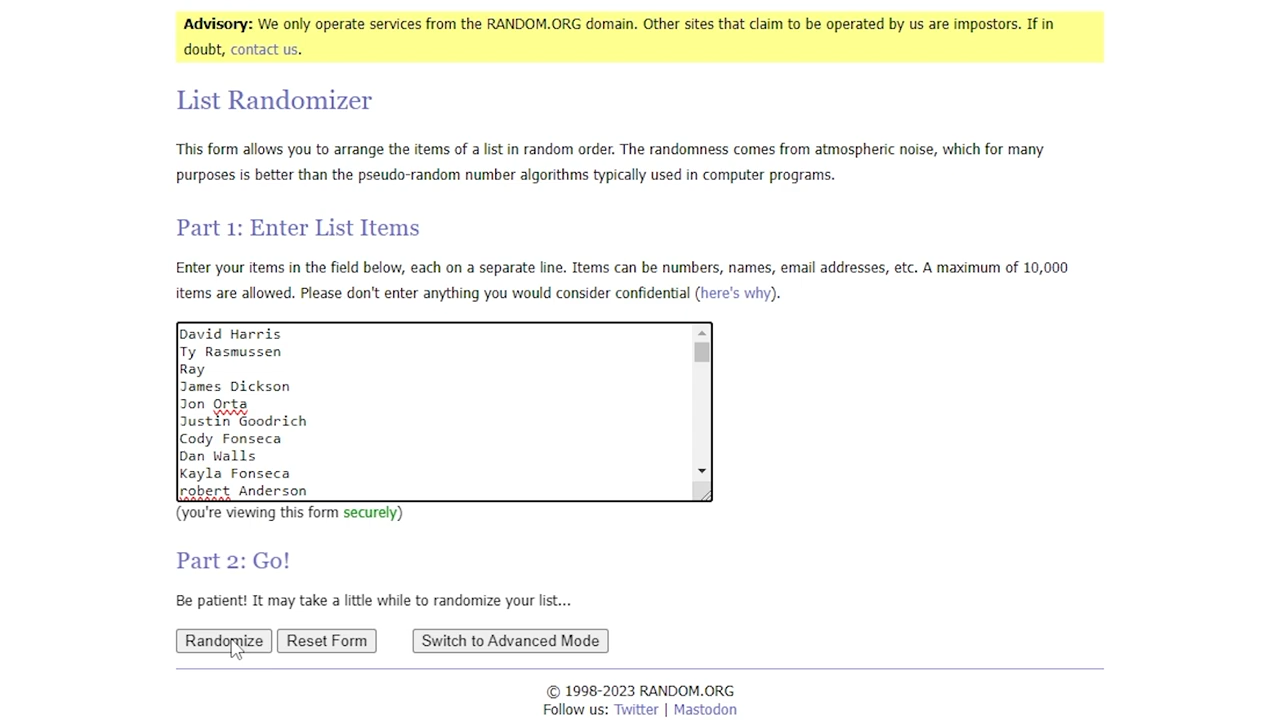 Advisory: We only operate services from the RANDOM.ORG domain. Other sites that claim to be operated by us are impostors. If in
doubt, contact us.
List Randomizer
This form allows you to arrange the items of a list in random order. The randomness comes from atmospheric noise, which for many
purposes is better than the pseudo-random number algorithms typically used in computer programs.
Part 1: Enter List Items
Enter your items in the field below, each on a separate line. Items can be numbers, names, email addresses, etc. A maximum of 10,000
items are allowed. Please don't enter anything you would consider confidential (here's why).
David Harris
Ty Rasmussen
Ray
James Dickson
Jon Orta
Justin Goodrich
Cody Fonseca
Dan Walls
Kayla Fonseca
robert Anderson
(you're viewing this form securely)
Part 2: Go!
Be patient! It may take a little while to randomize your list...
Randomize Reset Form Switch to Advanced Mode
© 1998-2023 RANDOM.ORG
Follow us: Twitter | Mastodon